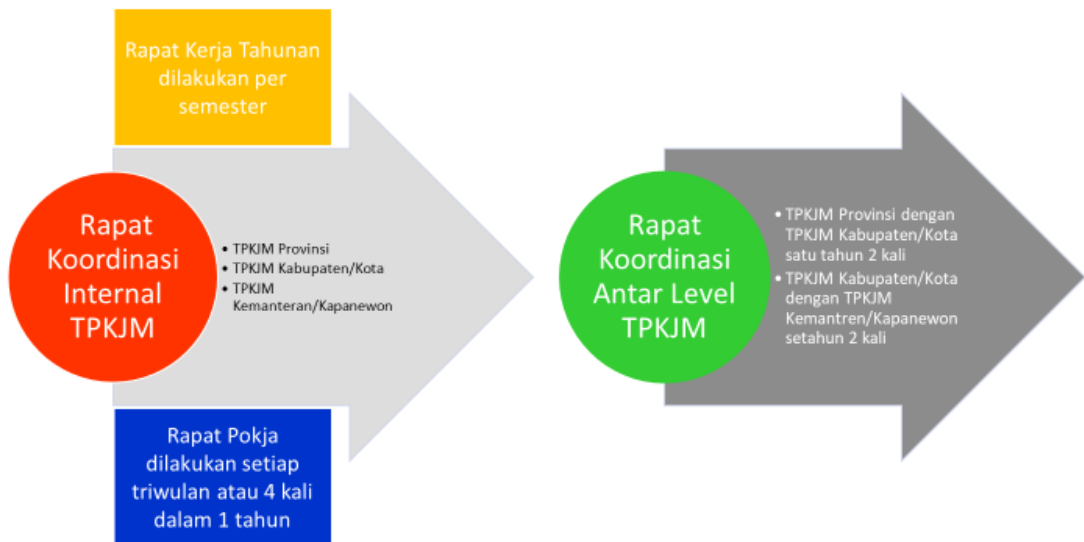 Rapat Kerja Tahunan
dilakukan per
semester
Rapat
Koordinasi
Internal
TPKJM
• TPKJM Provinsi
• TPKJM Kabupaten/Kota
• TPKJM
Kemanteran/Kapanewon
Rapat Pokja
dilakukan setiap
triwulan atau 4 kali
dalam 1 tahun
Rapat
Koordinasi
Antar Level
TPKJM
• TPKJM Provinsi dengan
TPKJM Kabupaten/Kota
satu tahun 2 kali
• TPKJM Kabupaten/Kota
dengan TPKJM
Kemantren/Kapanewon
setahun 2 kali